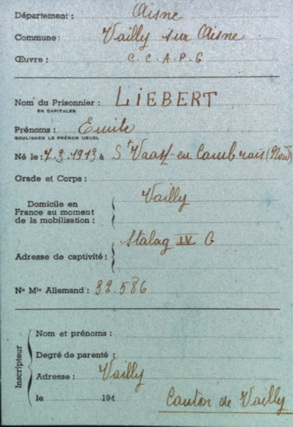 Département : Aisne
Commune : Vailly sur Aisne
Œuvre : C.C.A.P.G
Nom du Prisonnier : LIEBERT
EN CAPITALES
Prénoms : Emile
SOULIGNER LE PRÉNOM USUEL
Né le : 7.3.1913 à St Vaast en Cambrais (Nord)
Grade et Corps :
Domicile en France au moment de la mobilisation : Vailly
Adresse de captivité : Stalag IV G
No Mle Allemand : 32.586
Inscripteur
Nom et prénoms :
Degré de parenté :
Adresse : Vailly
le 194
Canton de Vailly